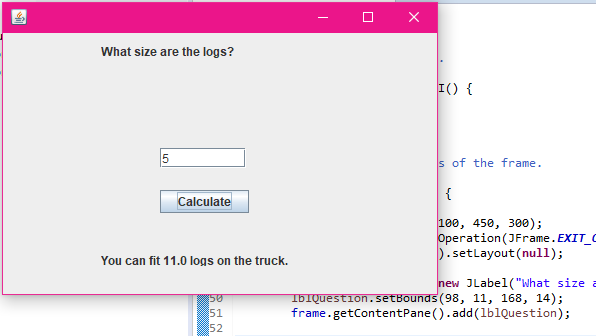 What size are the logs?
5
Calculate
You can fit 11.0 logs on the truck.
I() {
s of the frame.
{
100, 450, 300);
Operation(JFrame.EXIT_
).setLayout(null);
new JLabel("What size a
50 lblQuestion.setBounds(98, 11, 168, 14);
51 frame.getContentPane().add(lblQuestion);
52